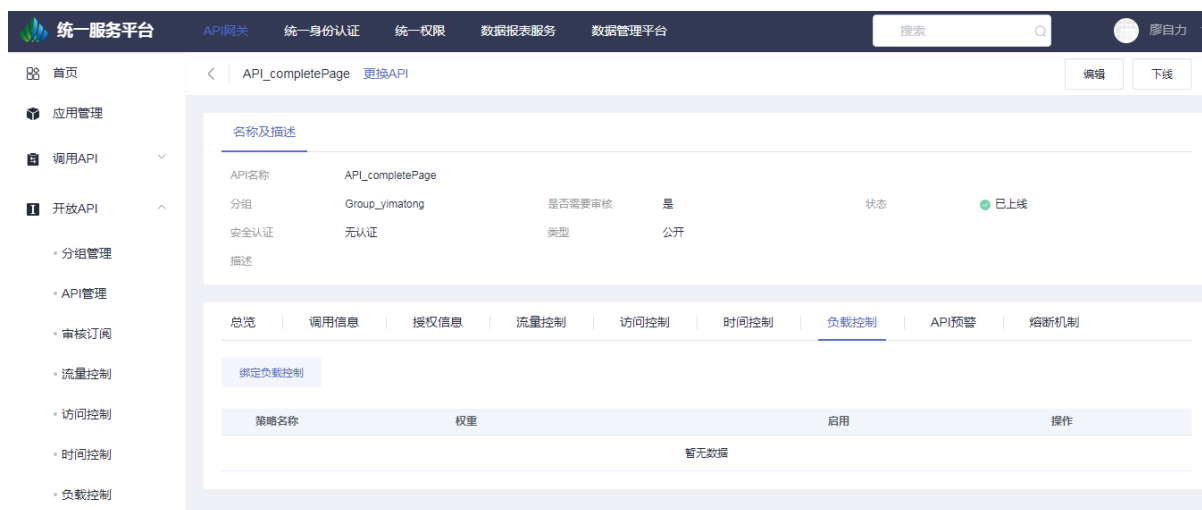 统一服务平台 API网关 统一身份认证 统一权限 数据报表服务 数据管理平台 搜索 廖自力
首页
应用管理
调用API
开放API
分组管理
API管理
审核订阅
流量控制
访问控制
时间控制
负载控制
API_completePage 更换API 编辑 下线
名称及描述
API名称 API_completePage
分组 Group_yimatong 是否需要审核 是 状态 已上线
安全认证 无认证 类型 公开
描述
总览 调用信息 授权信息 流量控制 访问控制 时间控制 负载控制 API预警 熔断机制
绑定负载控制
策略名称 权重 启用 操作
暂无数据